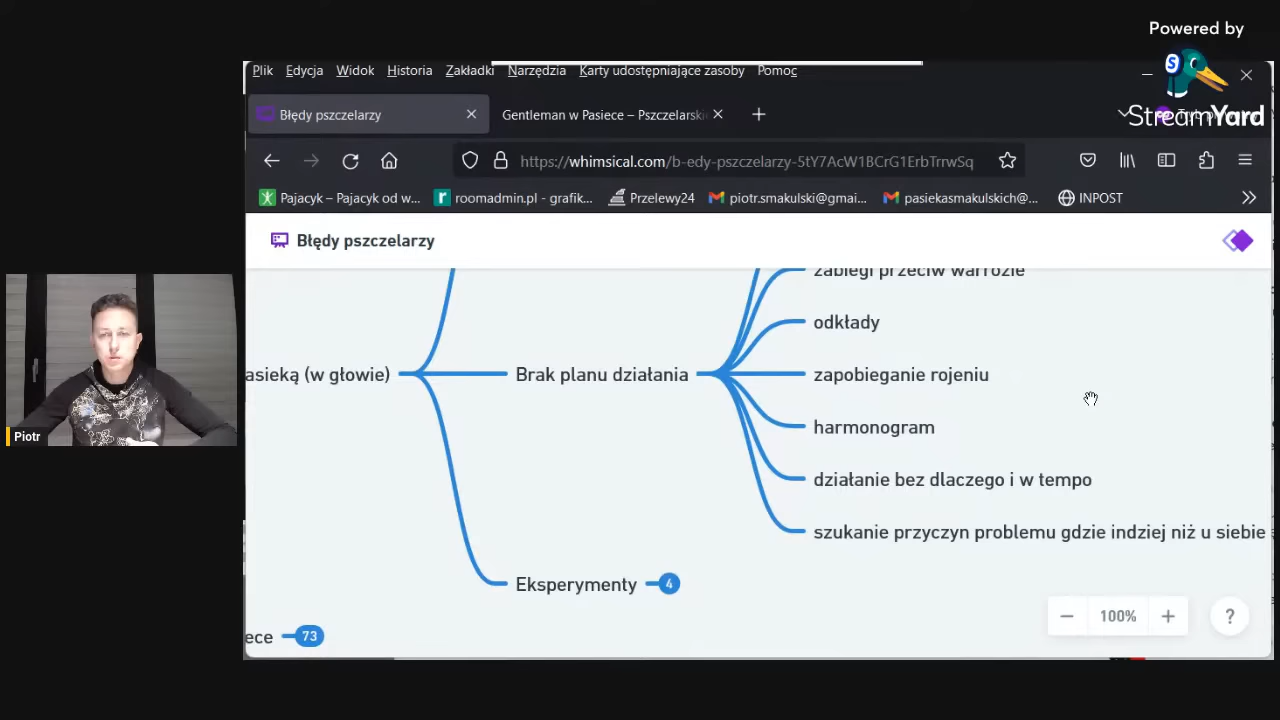 Powered by
StreamYard
Plik Edycja Widok Historia Zakładki Narzędzia Karty udostępniające zasoby Pomoc
Błędy pszczelarzy
Gentleman w Pasiece – Pszczelarski
https://whimsical.com/b-edy-pszczelarzy-5tY7AcW1BCrG1ErbTrrwSq
Pajacyk – Pajacyk od w... roomadmin.pl - grafik... Przelewy24 piotr.smakulski@gmai... pasiekasmakulskich@... INPOST
Błędy pszczelarzy
zabiegi przeciw warrozie
odkłady
asieką (w głowie) Brak planu działania zapobieganie rojeniu
harmonogram
działanie bez dlaczego i w tempo
szukanie przyczyn problemu gdzie indziej niż u siebie
Eksperymenty 4
ece 73
100%
?
Piotr